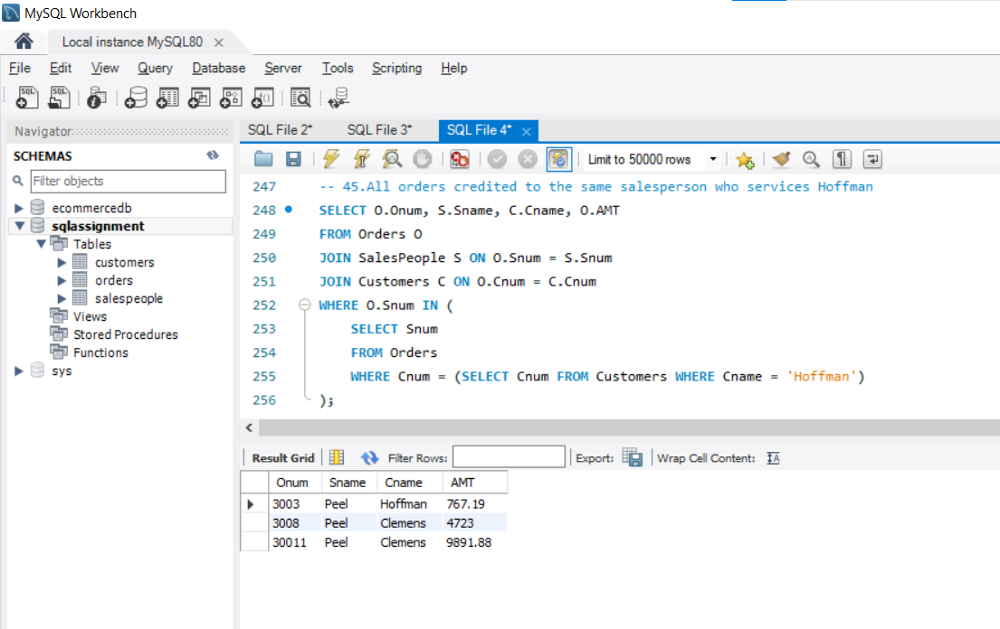 MySQL Workbench
Local instance MySQL80
File Edit View Query Database Server Tools Scripting Help
SQL SQL
Navigator
SCHEMAS
Filter objects
ecommercedb
sqlassignment
Tables
customers
orders
salespeople
Views
Stored Procedures
Functions
sys
SQL File 2* SQL File 3* SQL File 4*
Limit to 50000 rows
247 -- 45.All orders credited to the same salesperson who services Hoffman
248 SELECT O.Onum, S.Sname, C.Cname, O.AMT
249 FROM Orders O
250 JOIN SalesPeople S ON O.Snum = S.Snum
251 JOIN Customers C ON O.Cnum = C.Cnum
252 WHERE O.Snum IN (
253 SELECT Snum
254 FROM Orders
255 WHERE Cnum = (SELECT Cnum FROM Customers WHERE Cname = 'Hoffman')
256 );
Result Grid Filter Rows: Export: Wrap Cell Content: IA
Onum Sname Cname AMT
3003 Peel Hoffman 767.19
3008 Peel Clemens 4723
30011 Peel Clemens 9891.88